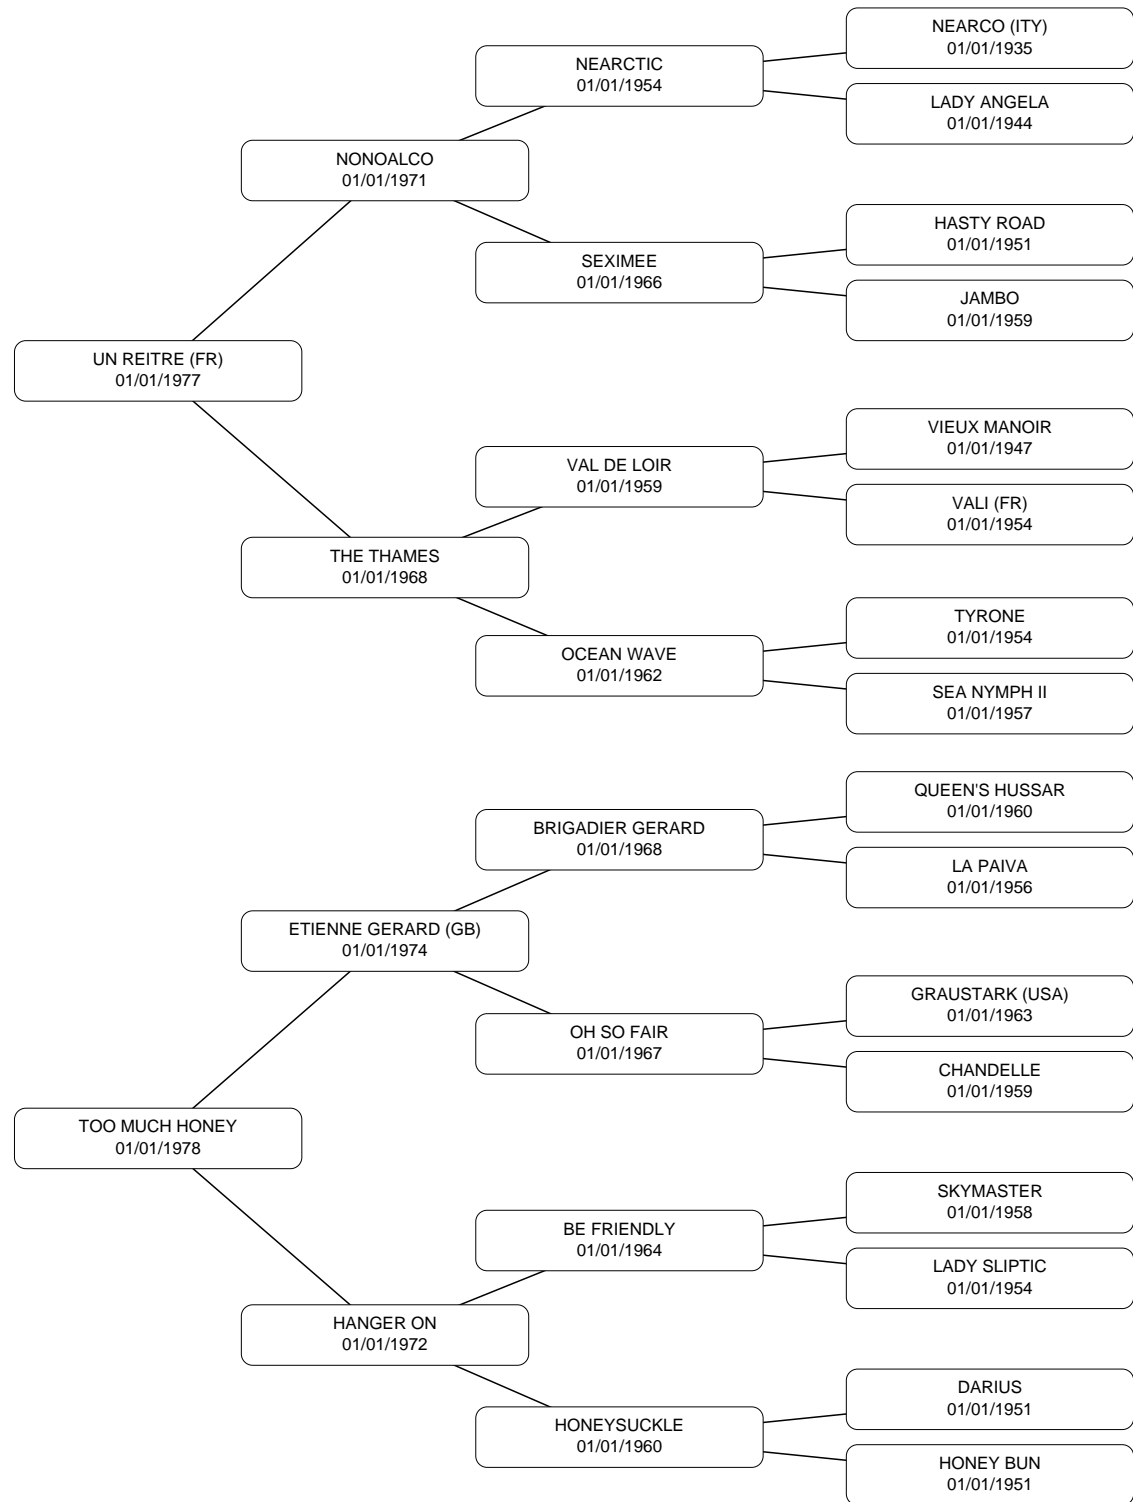 NEARCO (ITY)
01/01/1935
NEARCTIC
01/01/1954
LADY ANGELA
01/01/1944
NONOALCO
01/01/1971
HASTY ROAD
01/01/1951
SEXIMEE
01/01/1966
JAMBO
01/01/1959
UN REITRE (FR)
01/01/1977
VIEUX MANOIR
01/01/1947
VAL DE LOIR
01/01/1959
VALI (FR)
01/01/1954
THE THAMES
01/01/1968
TYRONE
01/01/1954
OCEAN WAVE
01/01/1962
SEA NYMPH II
01/01/1957
QUEEN'S HUSSAR
01/01/1960
BRIGADIER GERARD
01/01/1968
LA PAIVA
01/01/1956
ETIENNE GERARD (GB)
01/01/1974
GRAUSTARK (USA)
01/01/1963
OH SO FAIR
01/01/1967
CHANDELLE
01/01/1959
TOO MUCH HONEY
01/01/1978
SKYMASTER
01/01/1958
BE FRIENDLY
01/01/1964
LADY SLIPTIC
01/01/1954
HANGER ON
01/01/1972
DARIUS
01/01/1951
HONEYSUCKLE
01/01/1960
HONEY BUN
01/01/1951